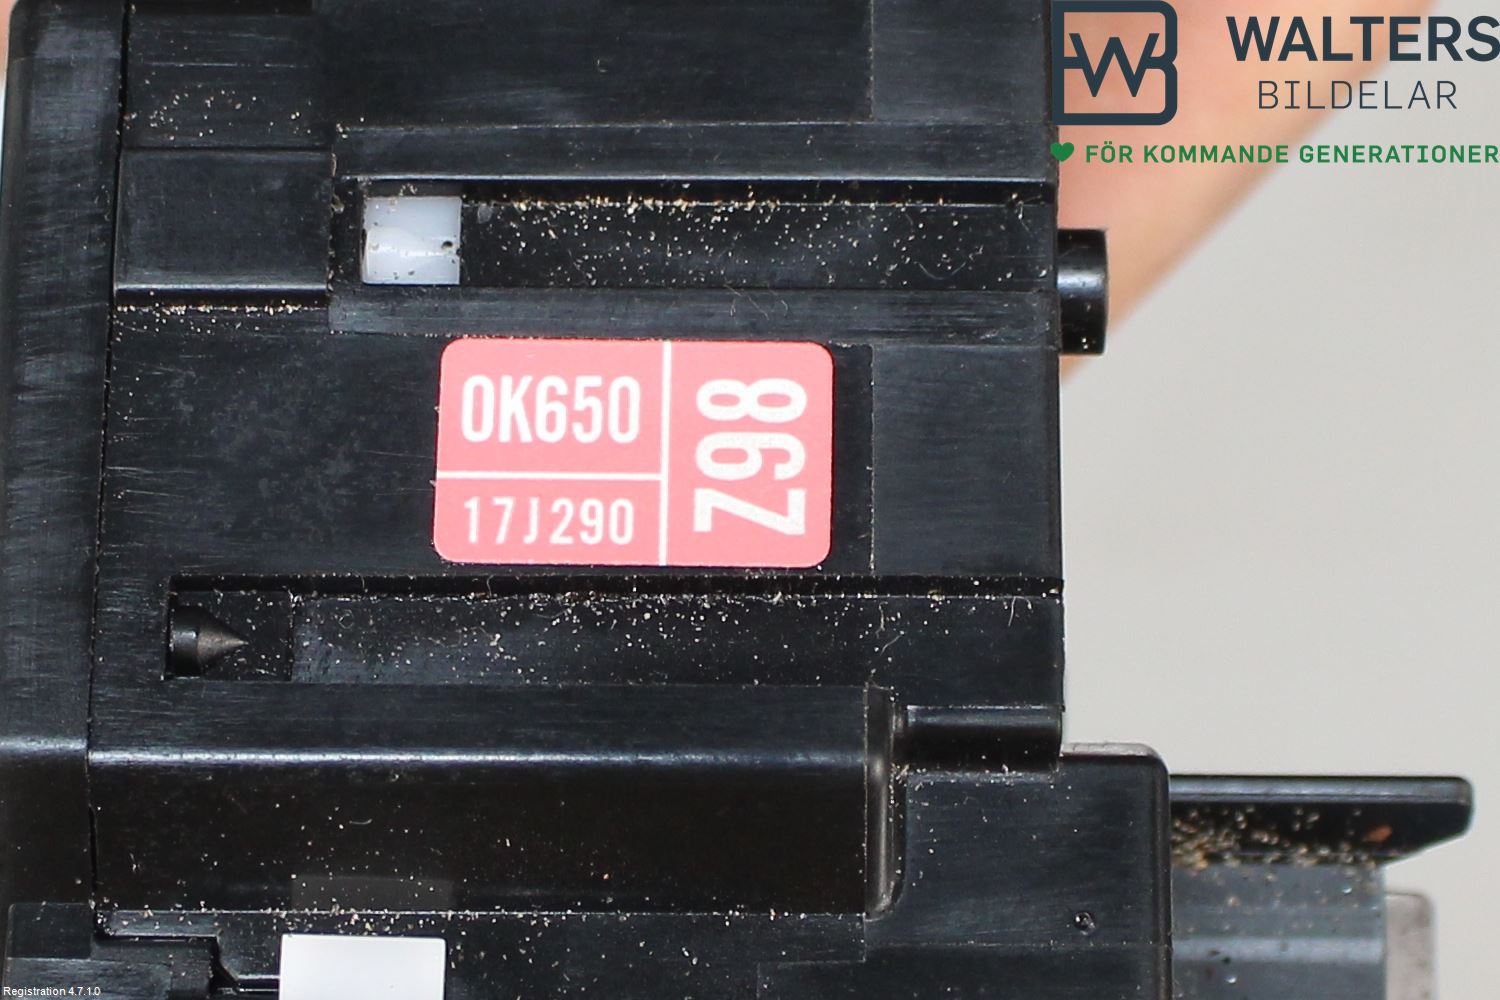 WALTERS
BILDELAR
FÖR KOMMANDE GENERATIONER
0K650
17J290
Z98
Registration 4.7.1.0